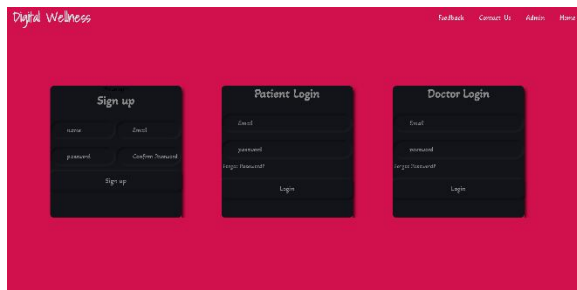 Digital Wellness
Feedback Contact Us Admin Home
Sign up
name Email
password Confirm Password
Sign up
Patient Login
Email
password
Forgot Password?
Login
Doctor Login
Email
password
Forgot Password?
Login